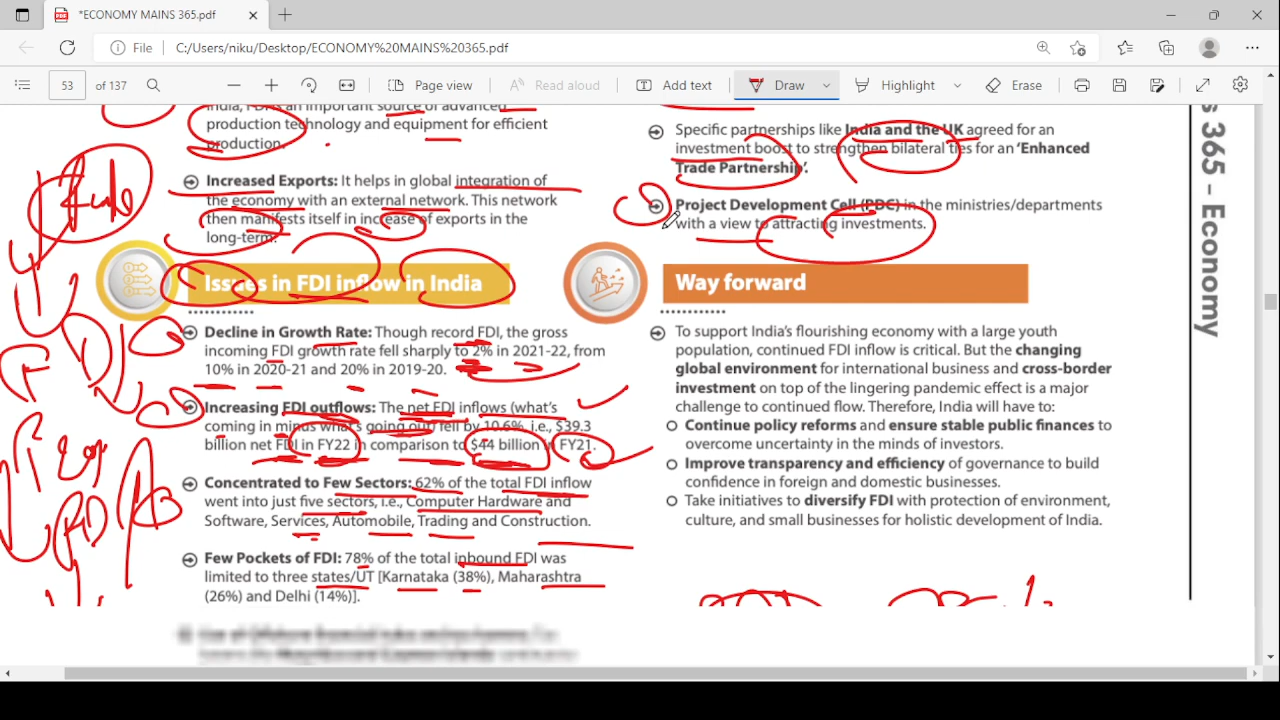 *ECONOMY MAINS 365.pdf
File
C:/Users/niku/Desktop/ECONOMY%20MAINS%20365.pdf
53
of 137
Page view
Read aloud
Add text
Draw
Highlight
Erase
India, FDI is an important source of advanced
production technology and equipment for efficient
production.
Increased Exports: It helps in global integration of
the economy with an external network. This network
then manifests itself in increase of exports in the
long-term.
Issues in FDI inflow in India
Decline in Growth Rate: Though record FDI, the gross
incoming FDI growth rate fell sharply to 2% in 2021-22, from
10% in 2020-21 and 20% in 2019-20.
Increasing FDI outflows: The net FDI inflows (what's
coming in minus what's going out) fell by 10.6%, i.e., $39.3
billion net FDI in FY22 in comparison to $44 billion in FY21.
Concentrated to Few Sectors: 62% of the total FDI inflow
went into just five sectors, i.e., Computer Hardware and
Software, Services, Automobile, Trading and Construction.
Few Pockets of FDI: 78% of the total inbound FDI was
limited to three states/UT [Karnataka (38%), Maharashtra
(26%) and Delhi (14%)].
Specific partnerships like India and the UK agreed for an
investment boost to strengthen bilateral ties for an 'Enhanced
Trade Partnership'.
Project Development Cell (PDC) in the ministries/departments
with a view to attracting investments.
Way forward
To support India's flourishing economy with a large youth
population, continued FDI inflow is critical. But the changing
global environment for international business and cross-border
investment on top of the lingering pandemic effect is a major
challenge to continued flow. Therefore, India will have to:
Continue policy reforms and ensure stable public finances to
overcome uncertainty in the minds of investors.
Improve transparency and efficiency of governance to build
confidence in foreign and domestic businesses.
Take initiatives to diversify FDI with protection of environment,
culture, and small businesses for holistic development of India.
s 365 - Economy